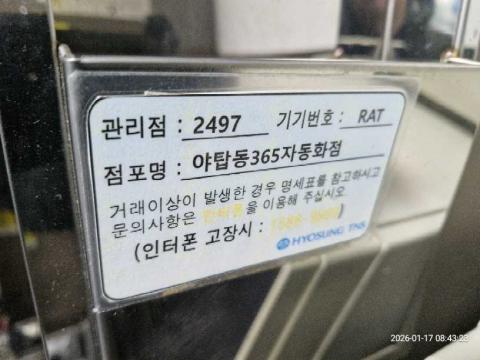 관리점 : 2497 기기번호 : RAT
점포명 : 야탑동365자동화점
거래이상이 발생한 경우 명세표를 참고하시고
문의사항은 인터폰을 이용해 주십시오.
(인터폰 고장시 : 1588-)
HYOSUNG TNS
2026-01-17 08:43:23